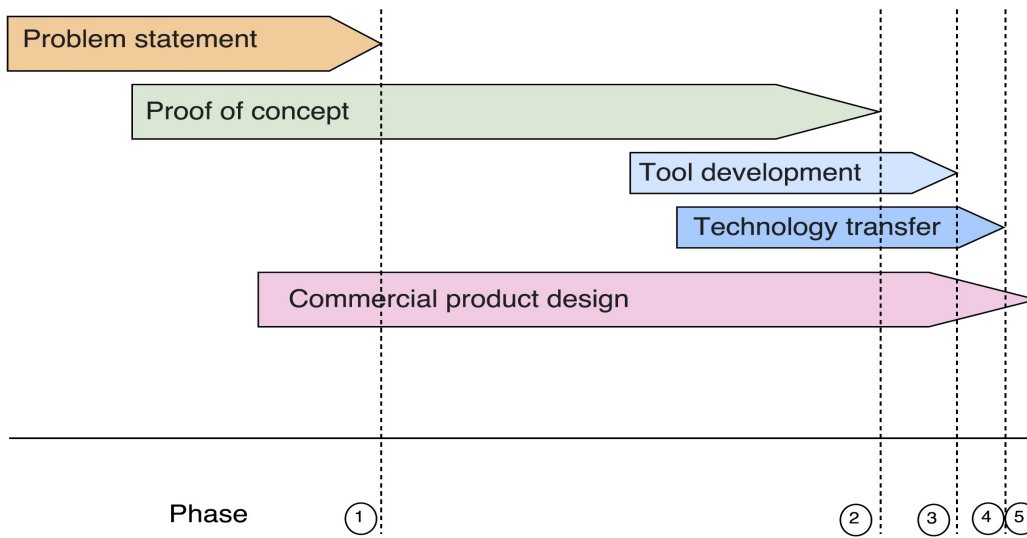 Problem statement
Proof of concept
Tool development
Technology transfer
Commercial product design
Phase 1 2 3 4 5